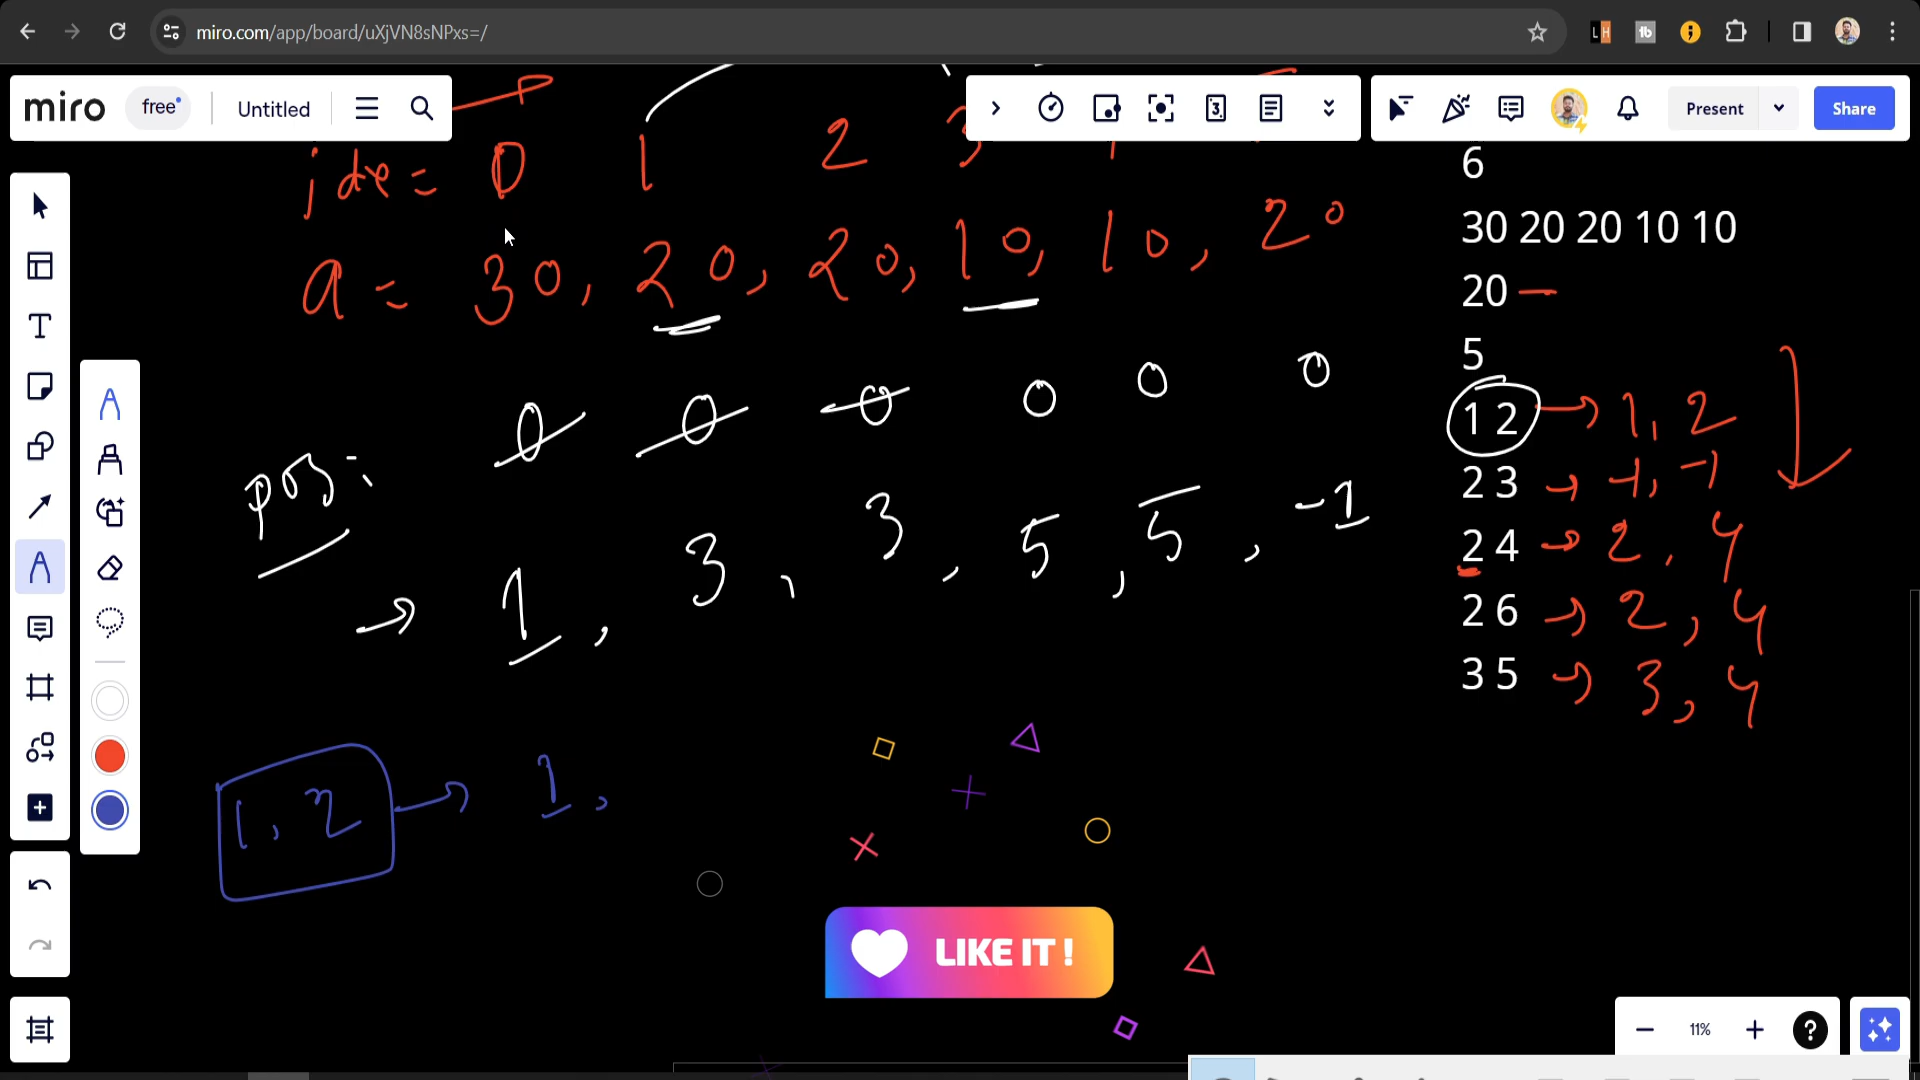 miro.com/app/board/uXjVN8sNPxs=/
miro free Untitled
Present Share
idx = 0 1 2 3
a = 30, 20, 20, 10, 10, 20
0 0 0 0 0 0
pos:
→ 1, 3, 3, 5, 5, -1
1, 2 → 1,
6
30 20 20 10 10
20 —
5
1 2 → 1, 2
2 3 → -1, -1
2 4 → 2, 4
2 6 → 2, 4
3 5 → 3, 4
LIKE IT !
11%